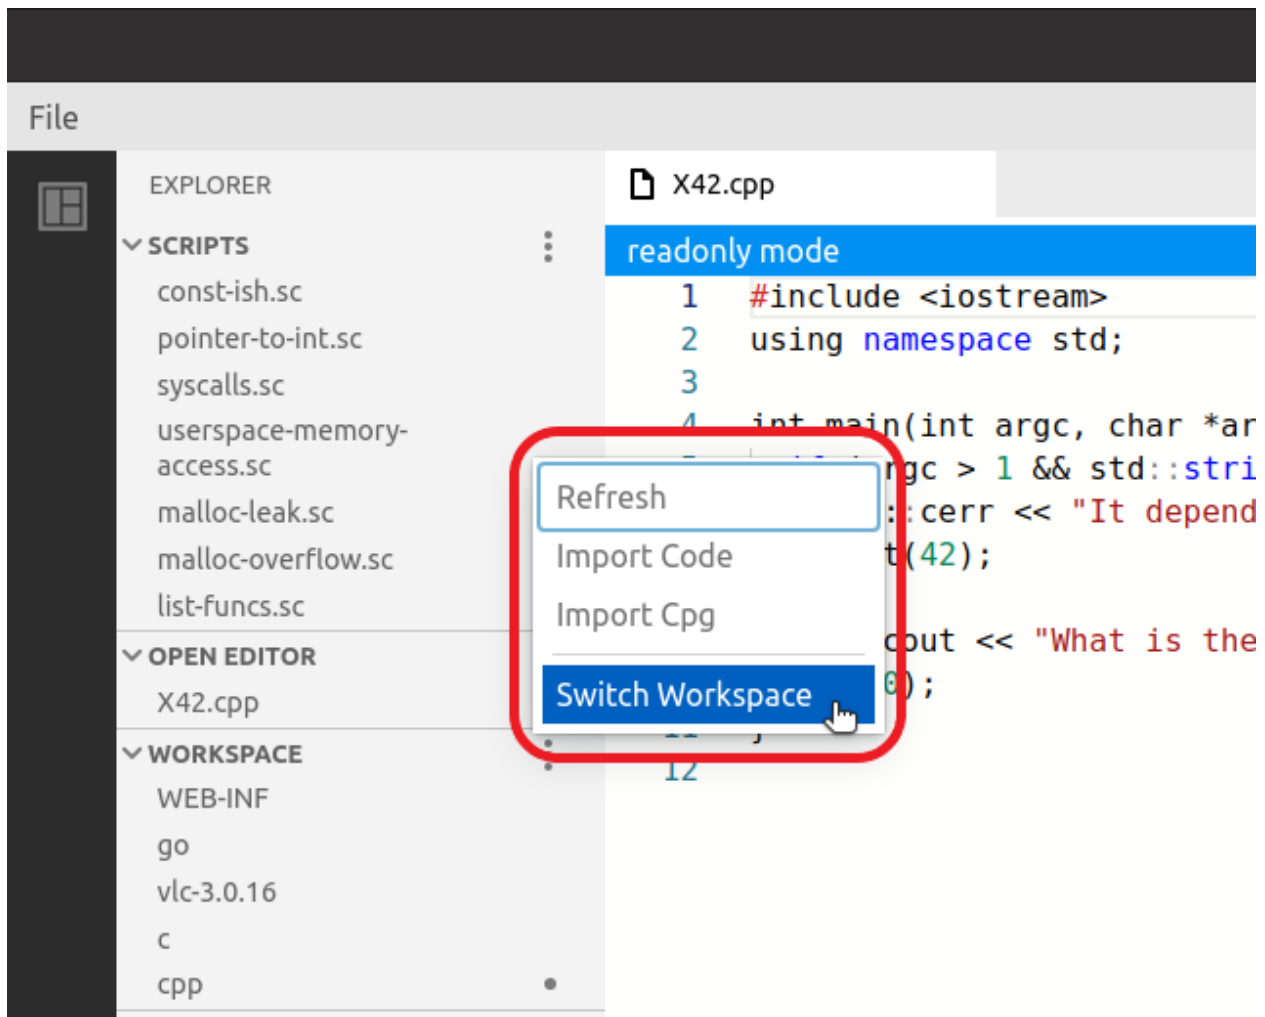 File
EXPLORER
SCRIPTS
const-ish.sc
pointer-to-int.sc
syscalls.sc
userspace-memory-
access.sc
malloc-leak.sc
malloc-overflow.sc
list-funcs.sc
OPEN EDITOR
X42.cpp
WORKSPACE
WEB-INF
go
vlc-3.0.16
c
cpp
X42.cpp
readonly mode
1 #include <iostream>
2 using namespace std;
3
4 int main(int argc, char *ar
rgc > 1 && std::stri
::cerr << "It depend
t(42);
cout << "What is the
0);
11 }
12
Refresh
Import Code
Import Cpg
Switch Workspace